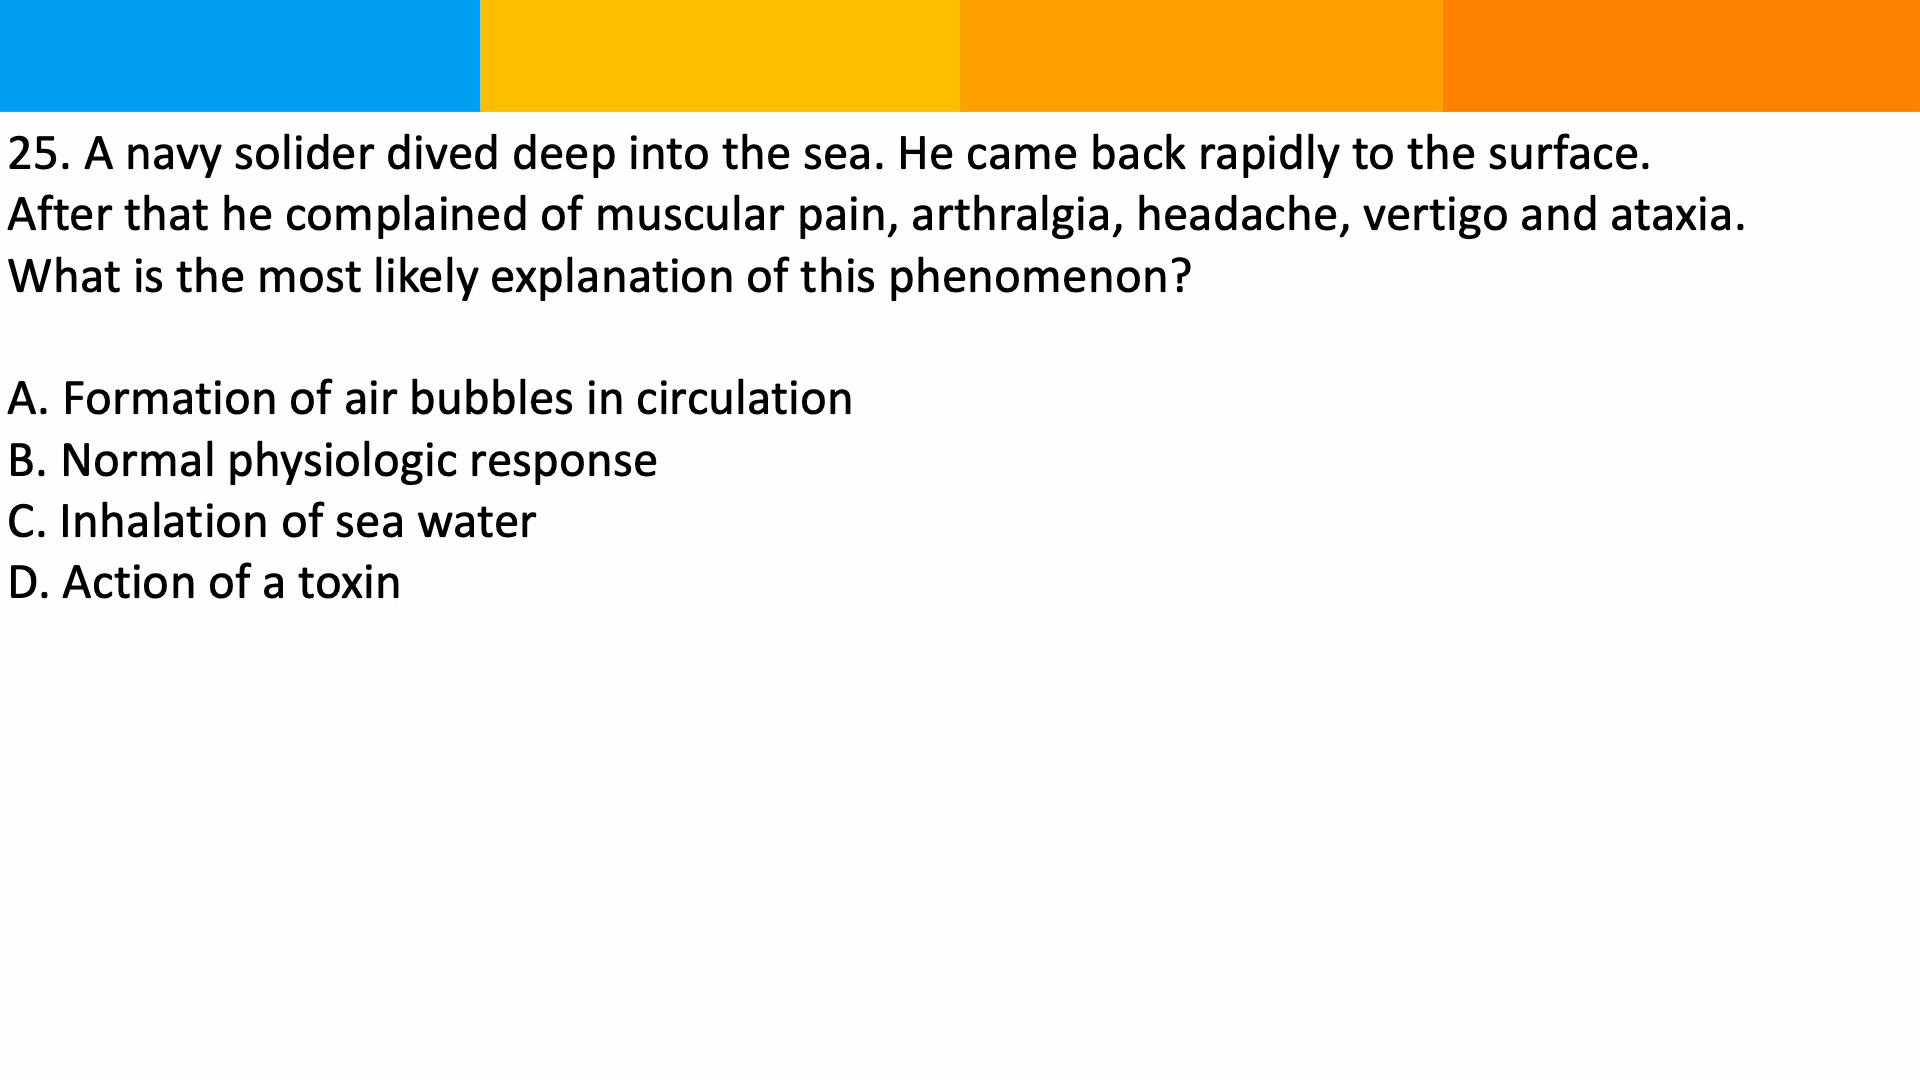 25. A navy solider dived deep into the sea. He came back rapidly to the surface.
After that he complained of muscular pain, arthralgia, headache, vertigo and ataxia.
What is the most likely explanation of this phenomenon?
A. Formation of air bubbles in circulation
B. Normal physiologic response
C. Inhalation of sea water
D. Action of a toxin